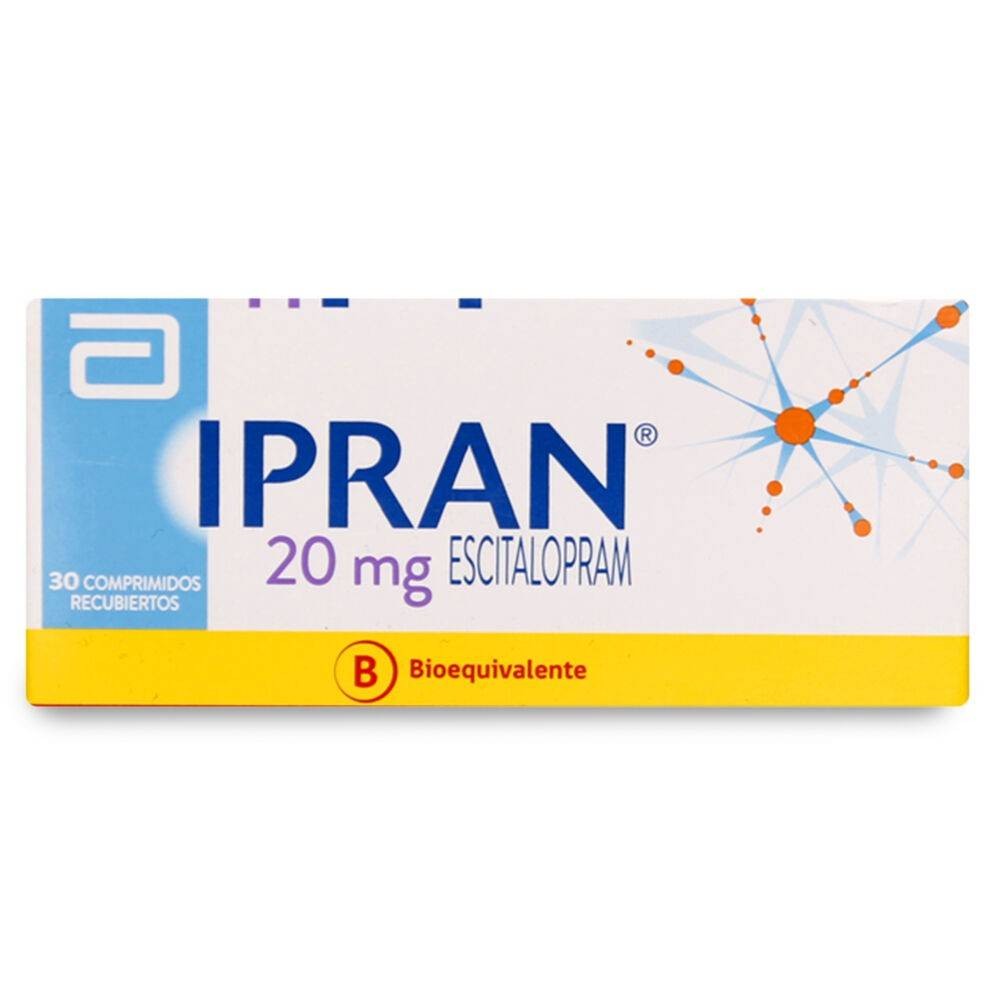 IPRAN®
20 mg ESCITALOPRAM
30 COMPRIMIDOS
RECUBIERTOS
B Bioequivalente